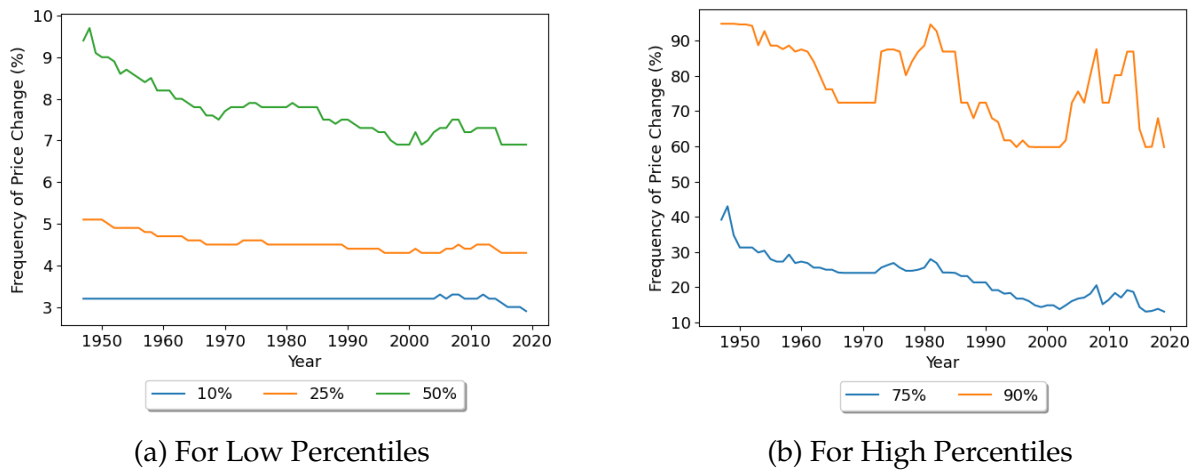 10
9
8
7
6
5
4
3
Frequency of Price Change (%)
1950 1960 1970 1980 1990 2000 2010 2020
Year
10% 25% 50%
(a) For Low Percentiles
90
80
70
60
50
40
30
20
10
Frequency of Price Change (%)
1950 1960 1970 1980 1990 2000 2010 2020
Year
75% 90%
(b) For High Percentiles